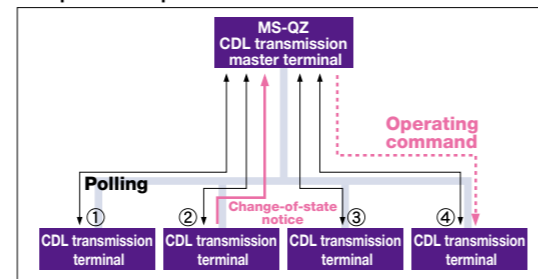 MS-QZ
CDL transmission
master terminal
Operating
command
Polling
① ② ③ ④
Change-of-state
notice
CDL transmission
terminal
CDL transmission
terminal
CDL transmission
terminal
CDL transmission
terminal